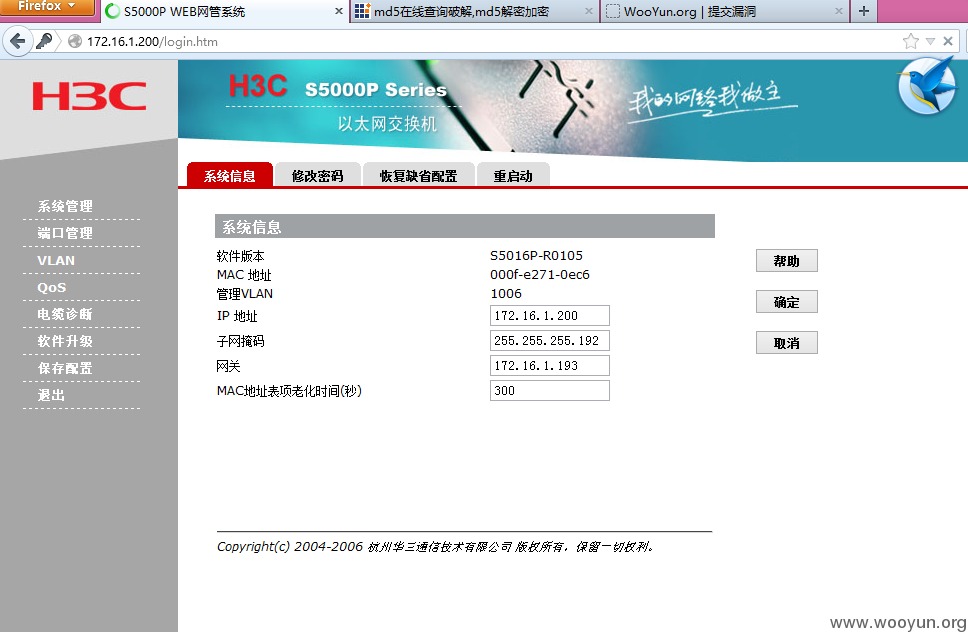 Firefox
S5000P WEB网管系统
md5在线查询破解,md5解密加密
WooYun.org | 提交漏洞
172.16.1.200/login.htm
H3C
H3C S5000P Series
以太网交换机
我的网络我做主
系统信息 修改密码 恢复缺省配置 重启动
系统管理
端口管理
VLAN
QoS
电缆诊断
软件升级
保存配置
退出
系统信息
软件版本 S5016P-R0105
MAC 地址 000f-e271-0ec6
管理VLAN 1006
IP 地址 172.16.1.200
子网掩码 255.255.255.192
网关 172.16.1.193
MAC地址表项老化时间(秒) 300
帮助
确定
取消
Copyright(c) 2004-2006 杭州华三通信技术有限公司 版权所有，保留一切权利。
www.wooyun.org